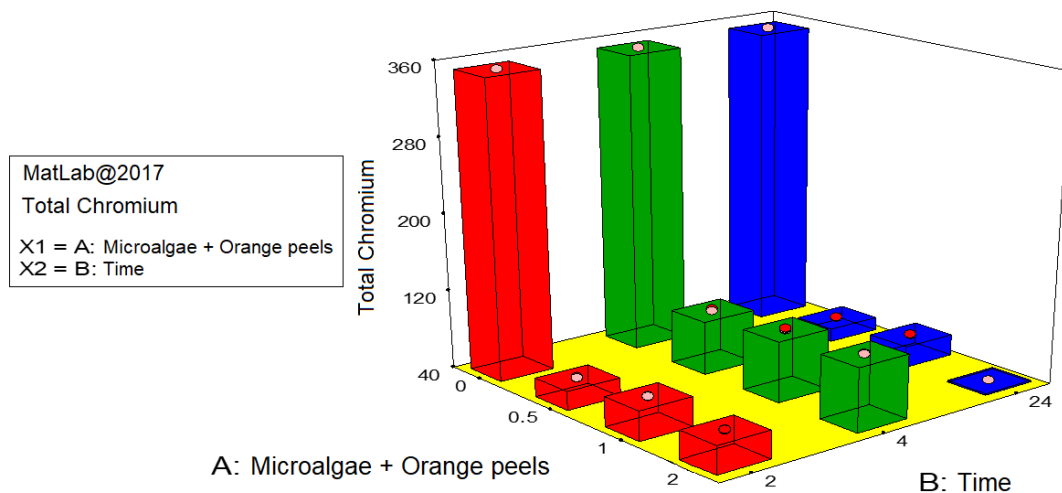 MatLab@2017
Total Chromium
X1 = A: Microalgae + Orange peels
X2 = B: Time
Total Chromium
360
280
200
120
40
0
0.5
1
2
A: Microalgae + Orange peels
2
4
24
B: Time